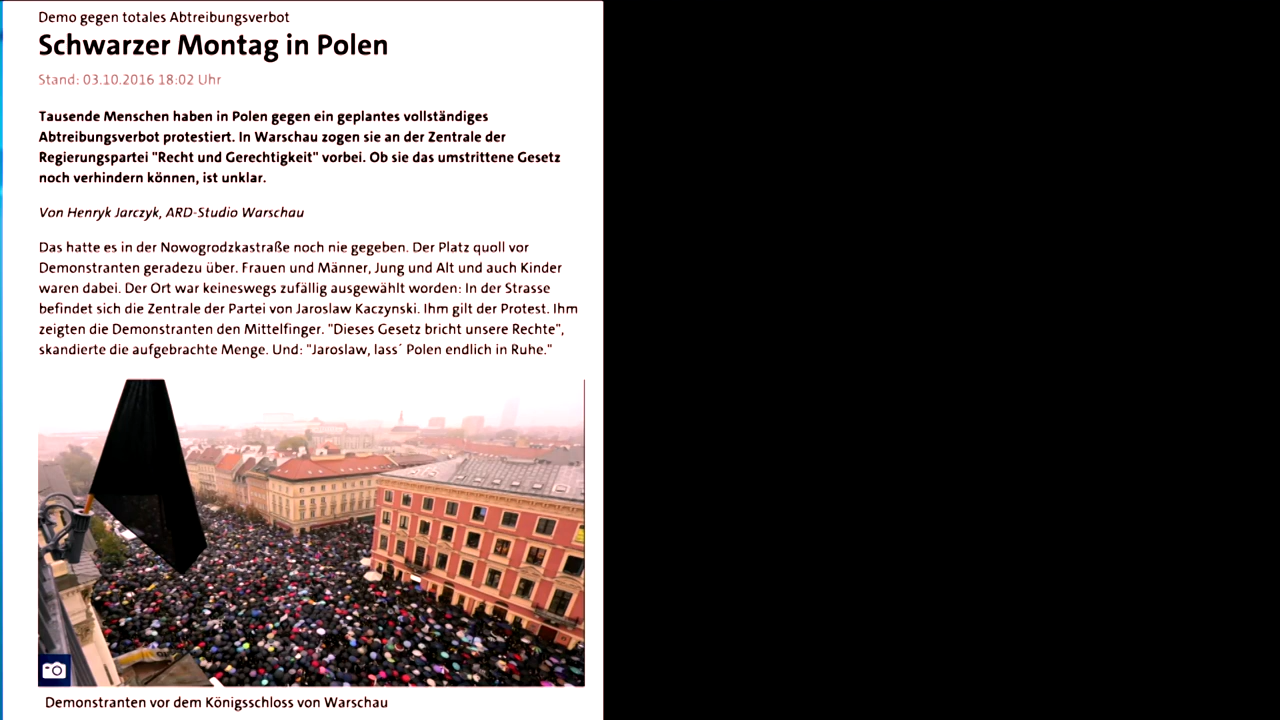 Demo gegen totales Abtreibungsverbot
Schwarzer Montag in Polen
Stand: 03.10.2016 18:02 Uhr
Tausende Menschen haben in Polen gegen ein geplantes vollständiges
Abtreibungsverbot protestiert. In Warschau zogen sie an der Zentrale der
Regierungspartei "Recht und Gerechtigkeit" vorbei. Ob sie das umstrittene Gesetz
noch verhindern können, ist unklar.
Von Henryk Jarczyk, ARD-Studio Warschau
Das hatte es in der Nowogrodzkastraße noch nie gegeben. Der Platz quoll vor
Demonstranten geradezu über. Frauen und Männer, Jung und Alt und auch Kinder
waren dabei. Der Ort war keineswegs zufällig ausgewählt worden: In der Strasse
befindet sich die Zentrale der Partei von Jaroslaw Kaczynski. Ihm gilt der Protest. Ihm
zeigten die Demonstranten den Mittelfinger. "Dieses Gesetz bricht unsere Rechte",
skandierte die aufgebrachte Menge. Und: "Jaroslaw, lass´ Polen endlich in Ruhe."
Demonstranten vor dem Königsschloss von Warschau